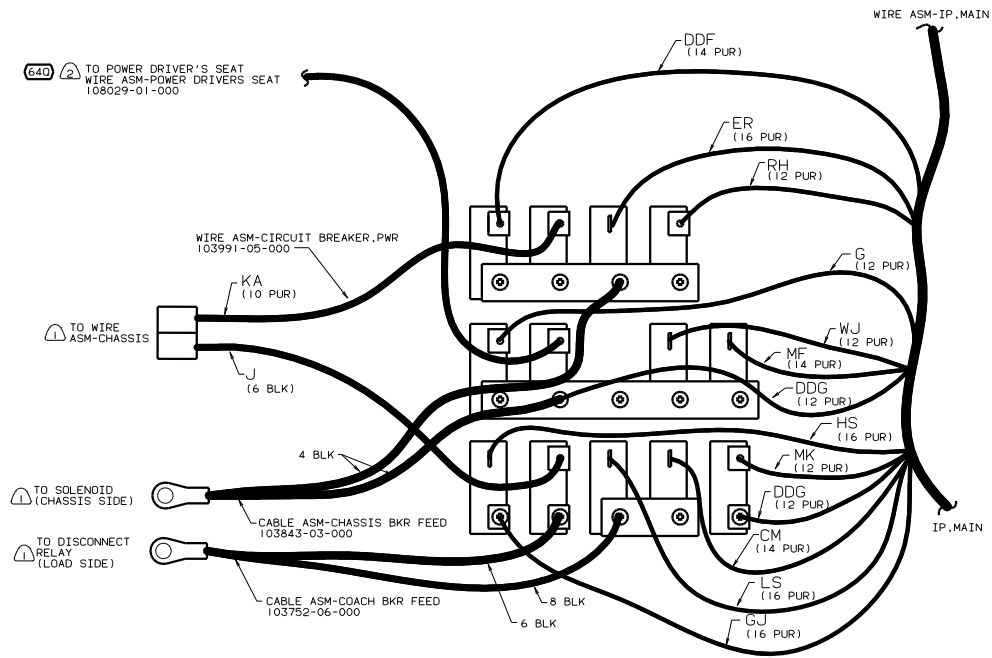 WIRE ASM-IP,MAIN
DDF
(14 PUR)
64Q
2
TO POWER DRIVER'S SEAT
WIRE ASM-POWER DRIVERS SEAT
108029-01-000
ER
(16 PUR)
RH
(12 PUR)
WIRE ASM-CIRCUIT BREAKER,PWR
103991-05-000
G
(12 PUR)
KA
(10 PUR)
1
TO WIRE
ASM-CHASSIS
WJ
(12 PUR)
MF
(14 PUR)
J
(6 BLK)
DDG
(12 PUR)
HS
(16 PUR)
4 BLK
MK
(12 PUR)
1
TO SOLENOID
(CHASSIS SIDE)
DDG
(12 PUR)
CABLE ASM-CHASSIS BKR FEED
103843-03-000
IP,MAIN
CM
(14 PUR)
1
TO DISCONNECT
RELAY
(LOAD SIDE)
LS
(16 PUR)
CABLE ASM-COACH BKR FEED
103752-06-000
8 BLK
6 BLK
GJ
(16 PUR)